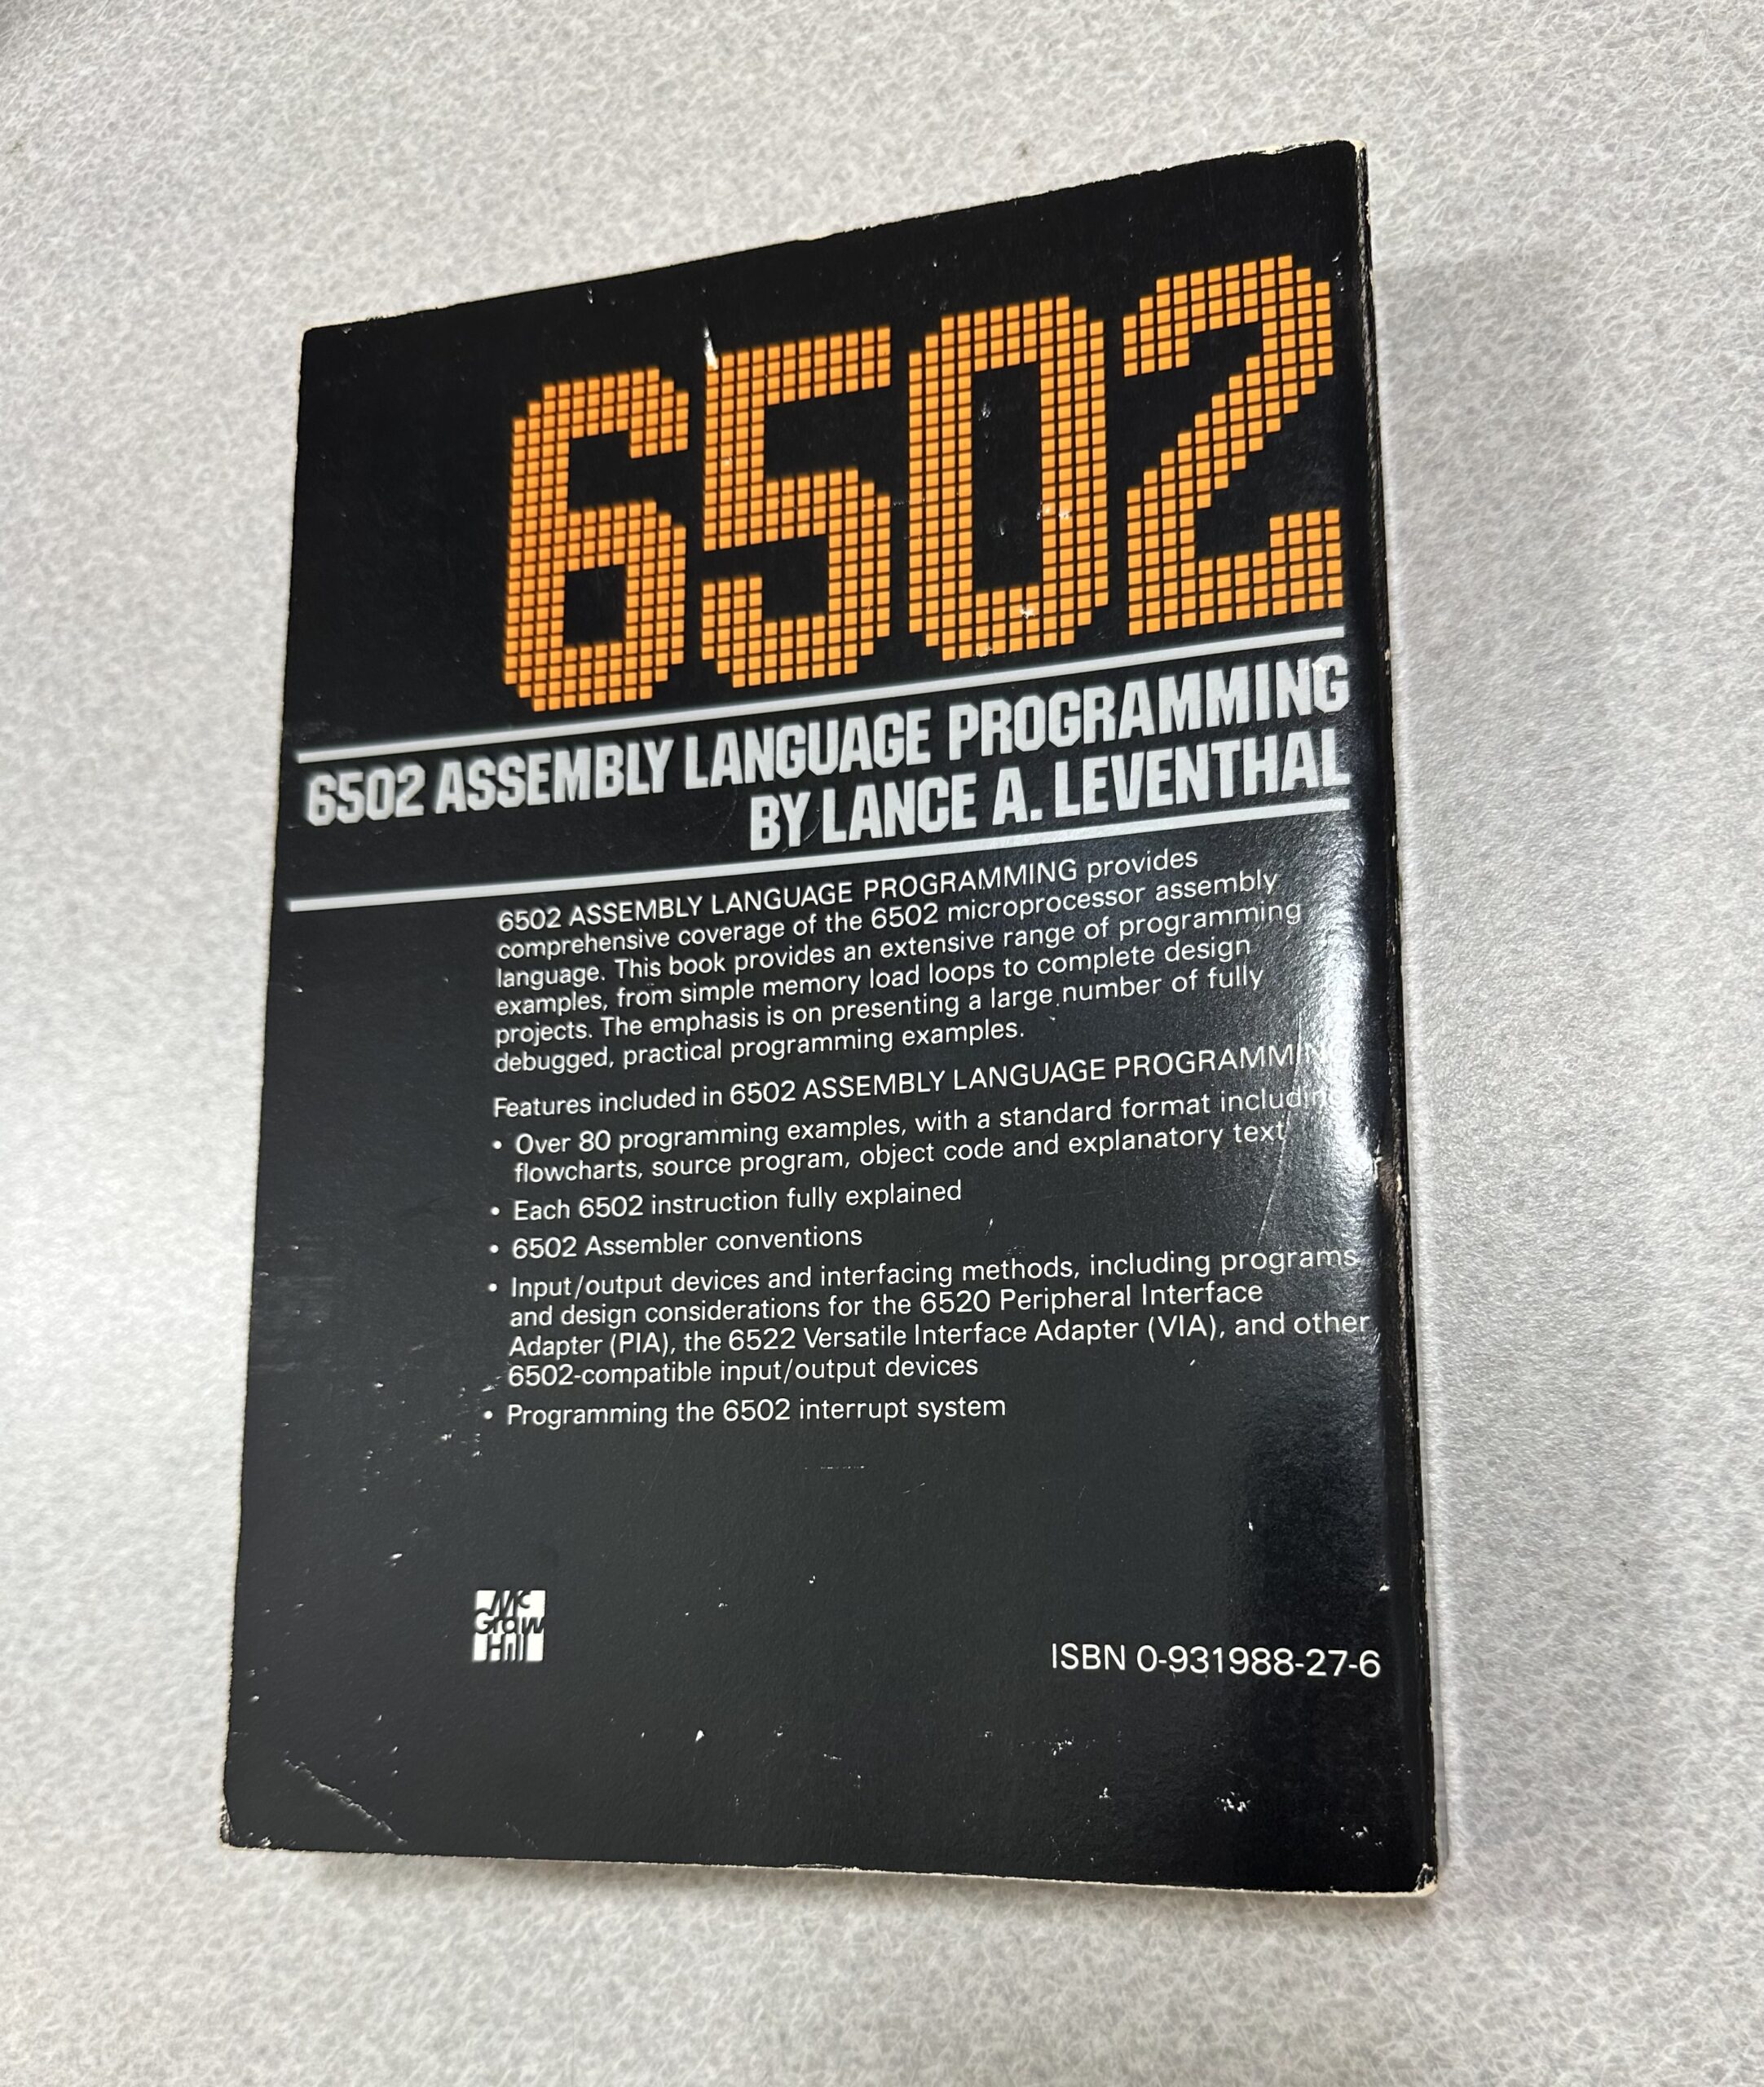 6502
6502 ASSEMBLY LANGUAGE PROGRAMMING
BY LANCE A. LEVENTHAL
6502 ASSEMBLY LANGUAGE PROGRAMMING provides
comprehensive coverage of the 6502 microprocessor assembly
language. This book provides an extensive range of programming
examples, from simple memory load loops to complete design
projects. The emphasis is on presenting a large number of fully
debugged, practical programming examples.
Features included in 6502 ASSEMBLY LANGUAGE PROGRAMMING
• Over 80 programming examples, with a standard format including
flowcharts, source program, object code and explanatory text
• Each 6502 instruction fully explained
• 6502 Assembler conventions
• Input/output devices and interfacing methods, including programs
and design considerations for the 6520 Peripheral Interface
Adapter (PIA), the 6522 Versatile Interface Adapter (VIA), and other
6502-compatible input/output devices
• Programming the 6502 interrupt system
Mc
Graw
Hill
ISBN 0-931988-27-6